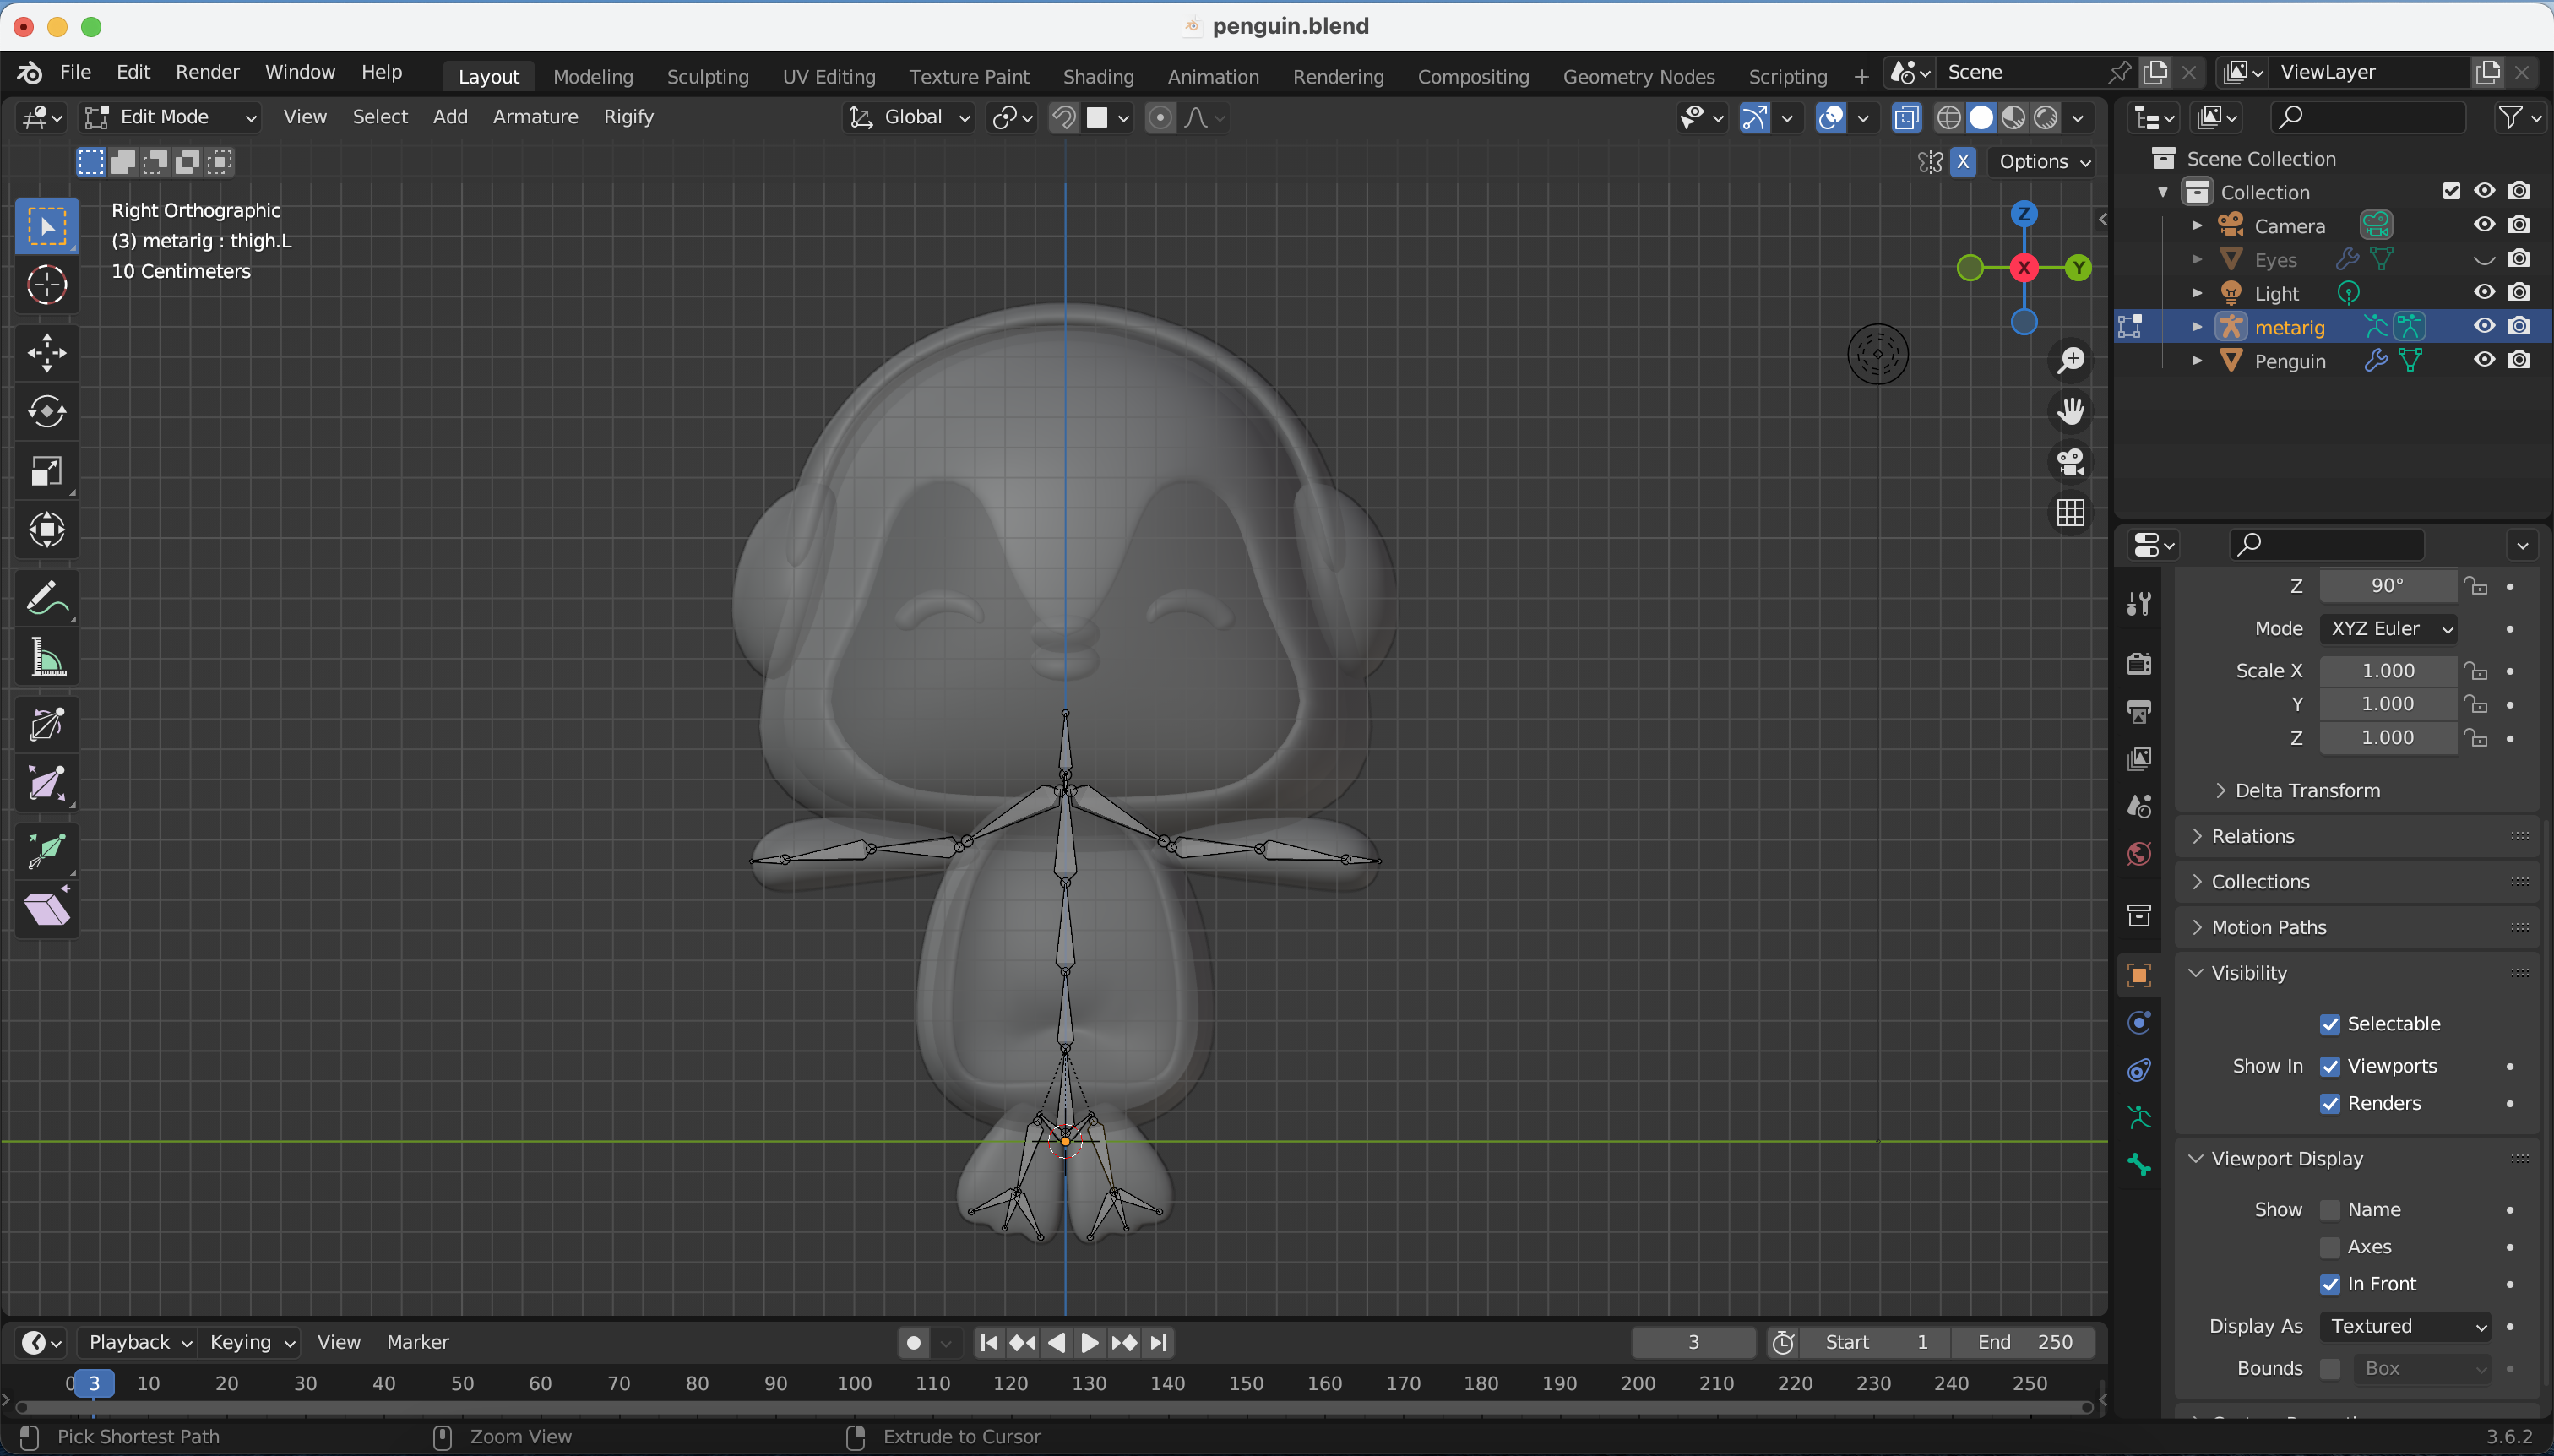 penguin.blend
File Edit Render Window Help Layout Modeling Sculpting UV Editing Texture Paint Shading Animation Rendering Compositing Geometry Nodes Scripting + Scene ViewLayer
Edit Mode View Select Add Armature Rigify Global
X Options
Right Orthographic
(3) metarig : thigh.L
10 Centimeters
Z
X
Y
Scene Collection
Collection
Camera
Eyes
Light
metarig
Penguin
Z 90°
Mode XYZ Euler
Scale X 1.000
Y 1.000
Z 1.000
Delta Transform
Relations
Collections
Motion Paths
Visibility
Selectable
Show In Viewports
Renders
Viewport Display
Show Name
Axes
In Front
Display As Textured
Bounds Box
Playback Keying View Marker 3 Start 1 End 250
0 3 10 20 30 40 50 60 70 80 90 100 110 120 130 140 150 160 170 180 190 200 210 220 230 240 250
Pick Shortest Path Zoom View Extrude to Cursor 3.6.2